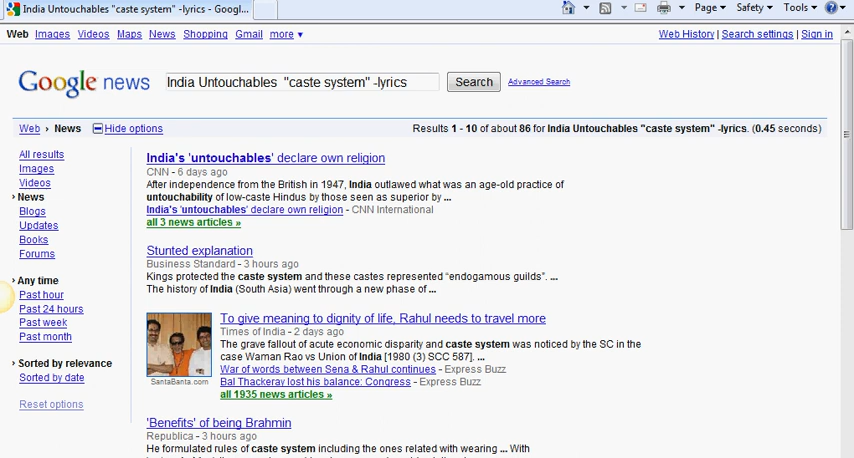 India Untouchables "caste system" -lyrics - Googl...
Page
Safety
Tools
Web Images Videos Maps News Shopping Gmail more
Web History | Search settings | Sign in
Google news
India Untouchables "caste system" -lyrics
Search
Advanced Search
Web › News Hide options
Results 1 - 10 of about 86 for India Untouchables "caste system" -lyrics. (0.45 seconds)
All results
Images
Videos
› News
Blogs
Updates
Books
Forums
› Any time
Past hour
Past 24 hours
Past week
Past month
› Sorted by relevance
Sorted by date
Reset options
India's 'untouchables' declare own religion
CNN - 6 days ago
After independence from the British in 1947, India outlawed what was an age-old practice of
untouchability of low-caste Hindus by those seen as superior by ...
India's 'untouchables' declare own religion - CNN International
all 3 news articles »
Stunted explanation
Business Standard - 3 hours ago
Kings protected the caste system and these castes represented “endogamous guilds”. ...
The history of India (South Asia) went through a new phase of ...
To give meaning to dignity of life, Rahul needs to travel more
Times of India - 2 days ago
The grave fallout of acute economic disparity and caste system was noticed by the SC in the
case Waman Rao vs Union of India [1980 (3) SCC 587]. ...
War of words between Sena & Rahul continues - Express Buzz
Bal Thackeray lost his balance: Congress - Express Buzz
all 1935 news articles »
SantaBanta.com
'Benefits' of being Brahmin
Republica - 3 hours ago
He formulated rules of caste system including the ones related with wearing ... With